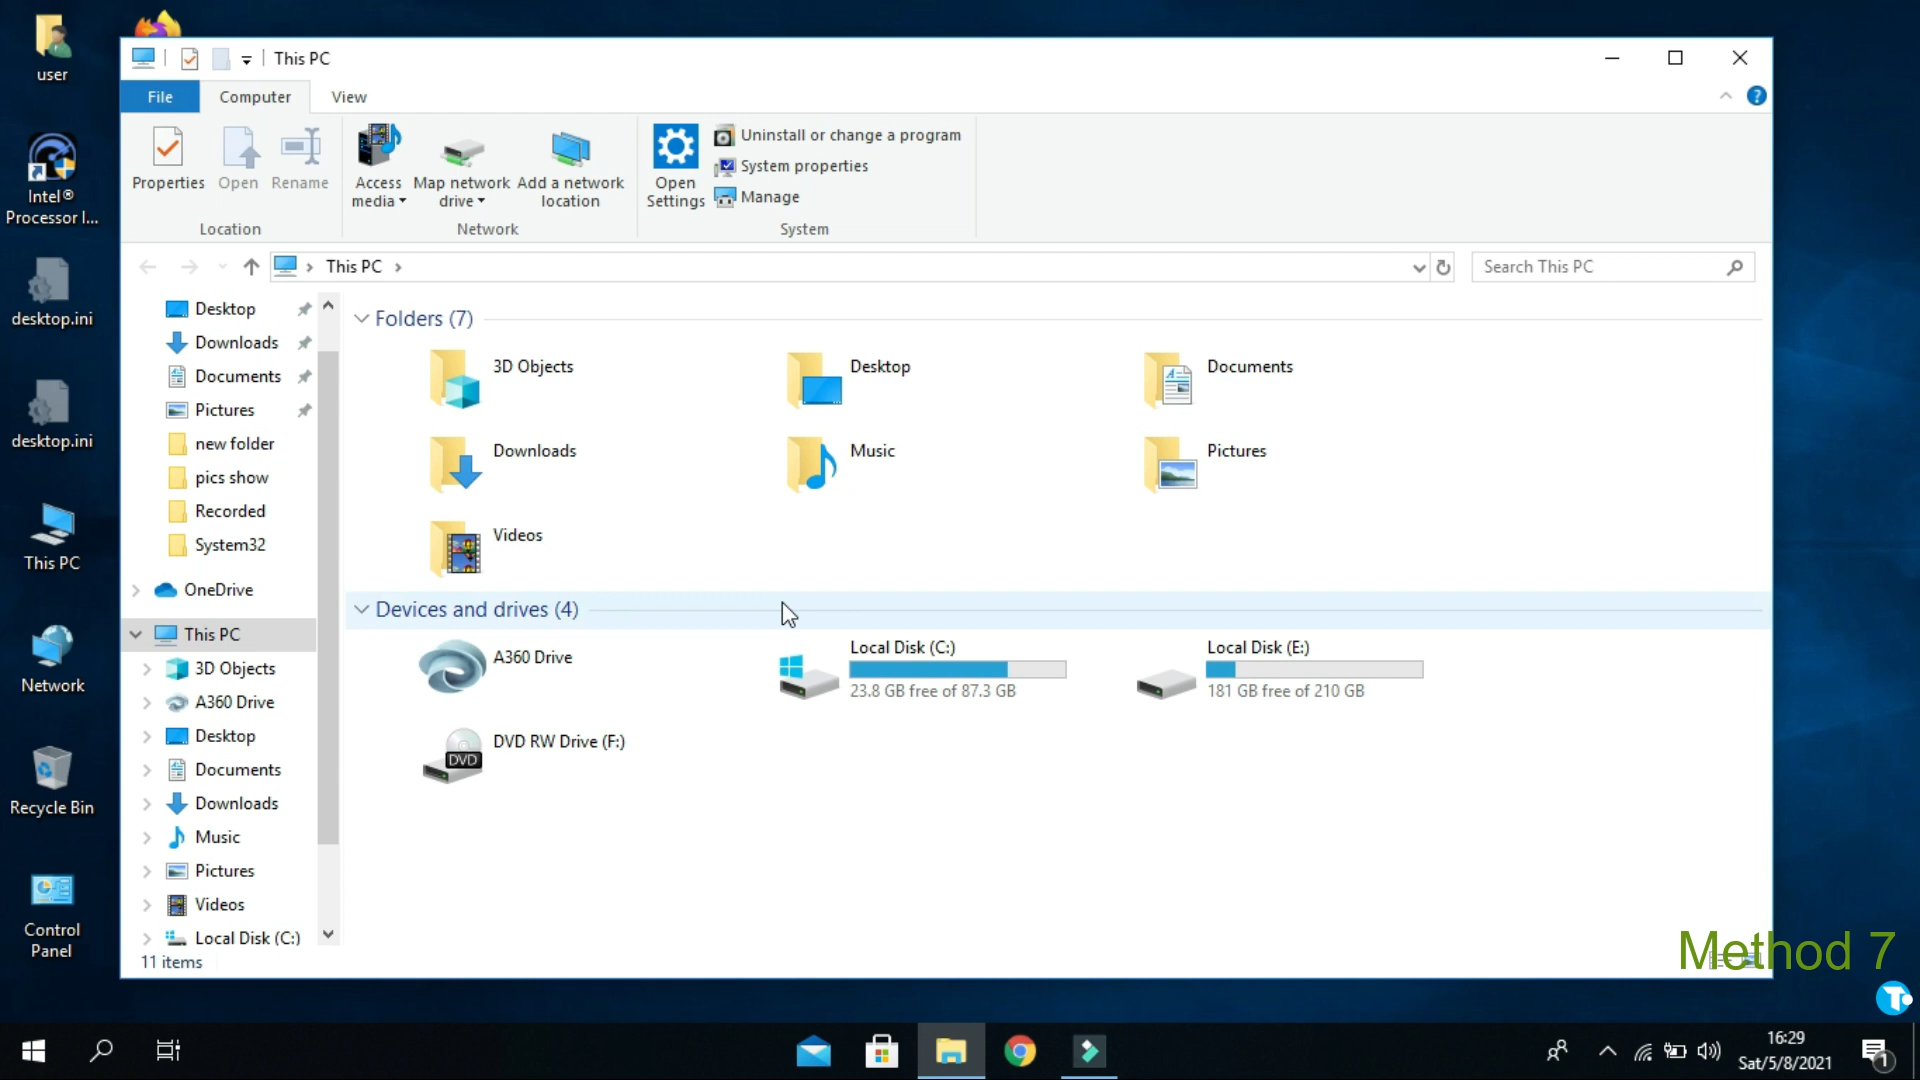 user
Intel®
Processor I...
desktop.ini
desktop.ini
This PC
Network
Recycle Bin
Control
Panel
This PC
File
Computer
View
?
Properties
Open
Rename
Location
Access
media
Map network
drive
Add a network
location
Network
Open
Settings
Uninstall or change a program
System properties
Manage
System
This PC
Search This PC
Desktop
Downloads
Documents
Pictures
new folder
pics show
Recorded
System32
OneDrive
This PC
3D Objects
A360 Drive
Desktop
Documents
Downloads
Music
Pictures
Videos
Local Disk (C:)
11 items
Folders (7)
3D Objects
Desktop
Documents
Downloads
Music
Pictures
Videos
Devices and drives (4)
A360 Drive
Local Disk (C:)
23.8 GB free of 87.3 GB
Local Disk (E:)
181 GB free of 210 GB
DVD
DVD RW Drive (F:)
Method 7
16:29
Sat/5/8/2021
1